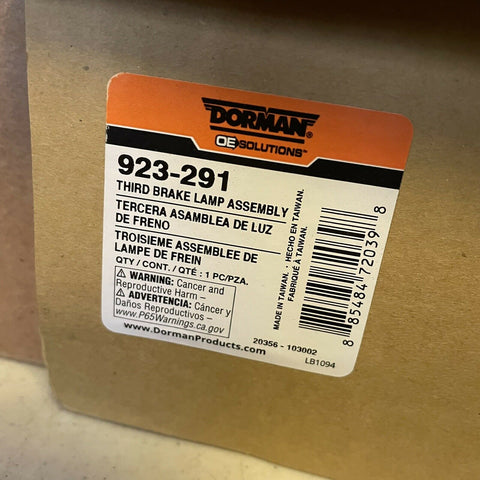 DORMAN®
OE SOLUTIONS™
923-291
THIRD BRAKE LAMP ASSEMBLY
TERCERA ASAMBLEA DE LUZ
DE FRENO
TROISIEME ASSEMBLEE DE
LAMPE DE FREIN
QTY / CONT. / QTÉ : 1 PC/PZA.
⚠ WARNING: Cancer and
Reproductive Harm –
⚠ ADVERTENCIA: Cáncer y
Daños Reproductivos –
www.P65Warnings.ca.gov
www.DormanProducts.com
MADE IN TAIWAN. · HECHO EN TAIWAN.
FABRIQUÉ À TAIWAN.
8 85484 72039 8
20356 - 103002
LB1094